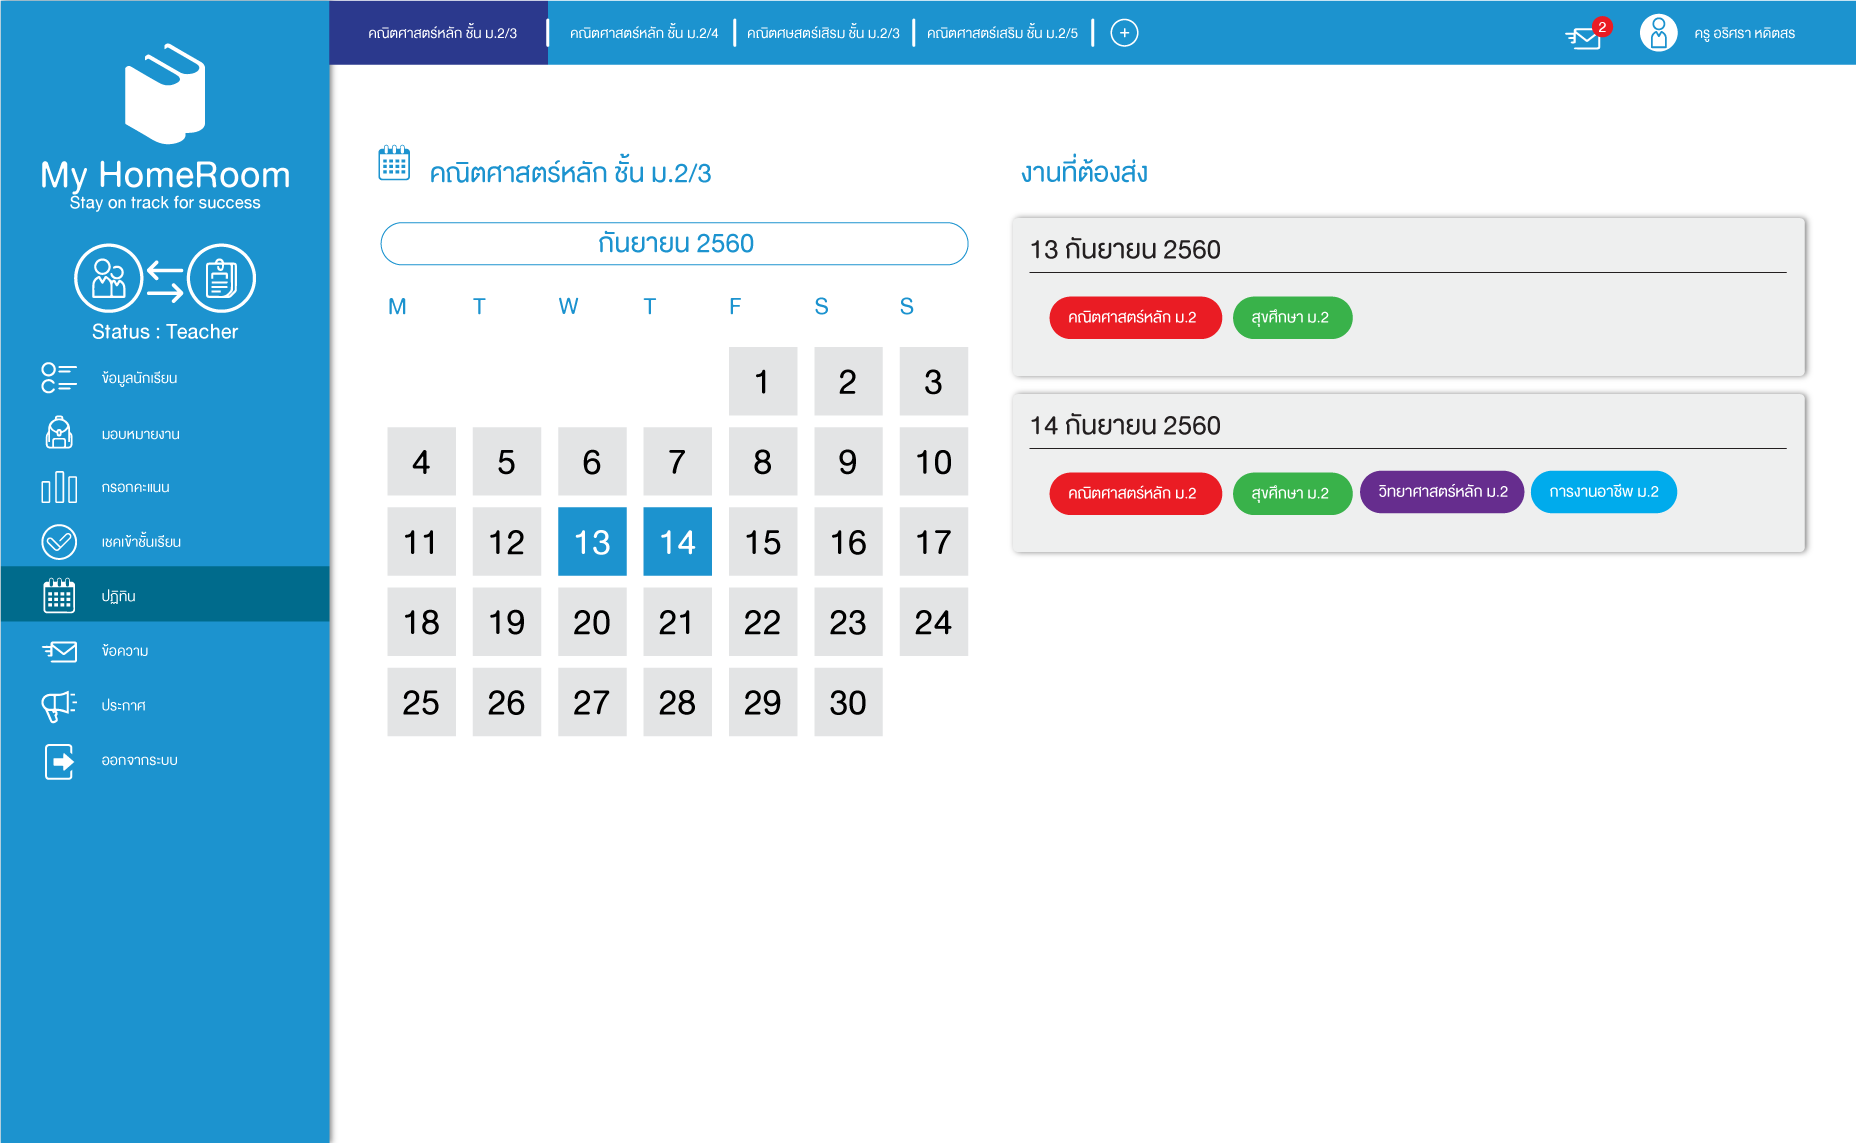 คณิตศาสตร์หลัก ชั้น ม.2/3
คณิตศาสตร์หลัก ชั้น ม.2/4
คณิตศษสตร์เสิรม ชั้น ม.2/3
คณิตศาสตร์เสริม ชั้น ม.2/5
+
2
ครู อริศรา หดิตสร
My HomeRoom
Stay on track for success
Status : Teacher
ข้อมูลนักเรียน
มอบหมายงาน
กรอกคะแนน
เชคเข้าชั้นเรียน
ปฏิทิน
ข้อความ
ประกาศ
ออกจากระบบ
คณิตศาสตร์หลัก ชั้น ม.2/3
กันยายน 2560
M T W T F S S
1 2 3
4 5 6 7 8 9 10
11 12 13 14 15 16 17
18 19 20 21 22 23 24
25 26 27 28 29 30
งานที่ต้องส่ง
13 กันยายน 2560
คณิตศาสตร์หลัก ม.2
สุขศึกษา ม.2
14 กันยายน 2560
คณิตศาสตร์หลัก ม.2
สุขศึกษา ม.2
วิทยาศาสตร์หลัก ม.2
การงานอาชีพ ม.2